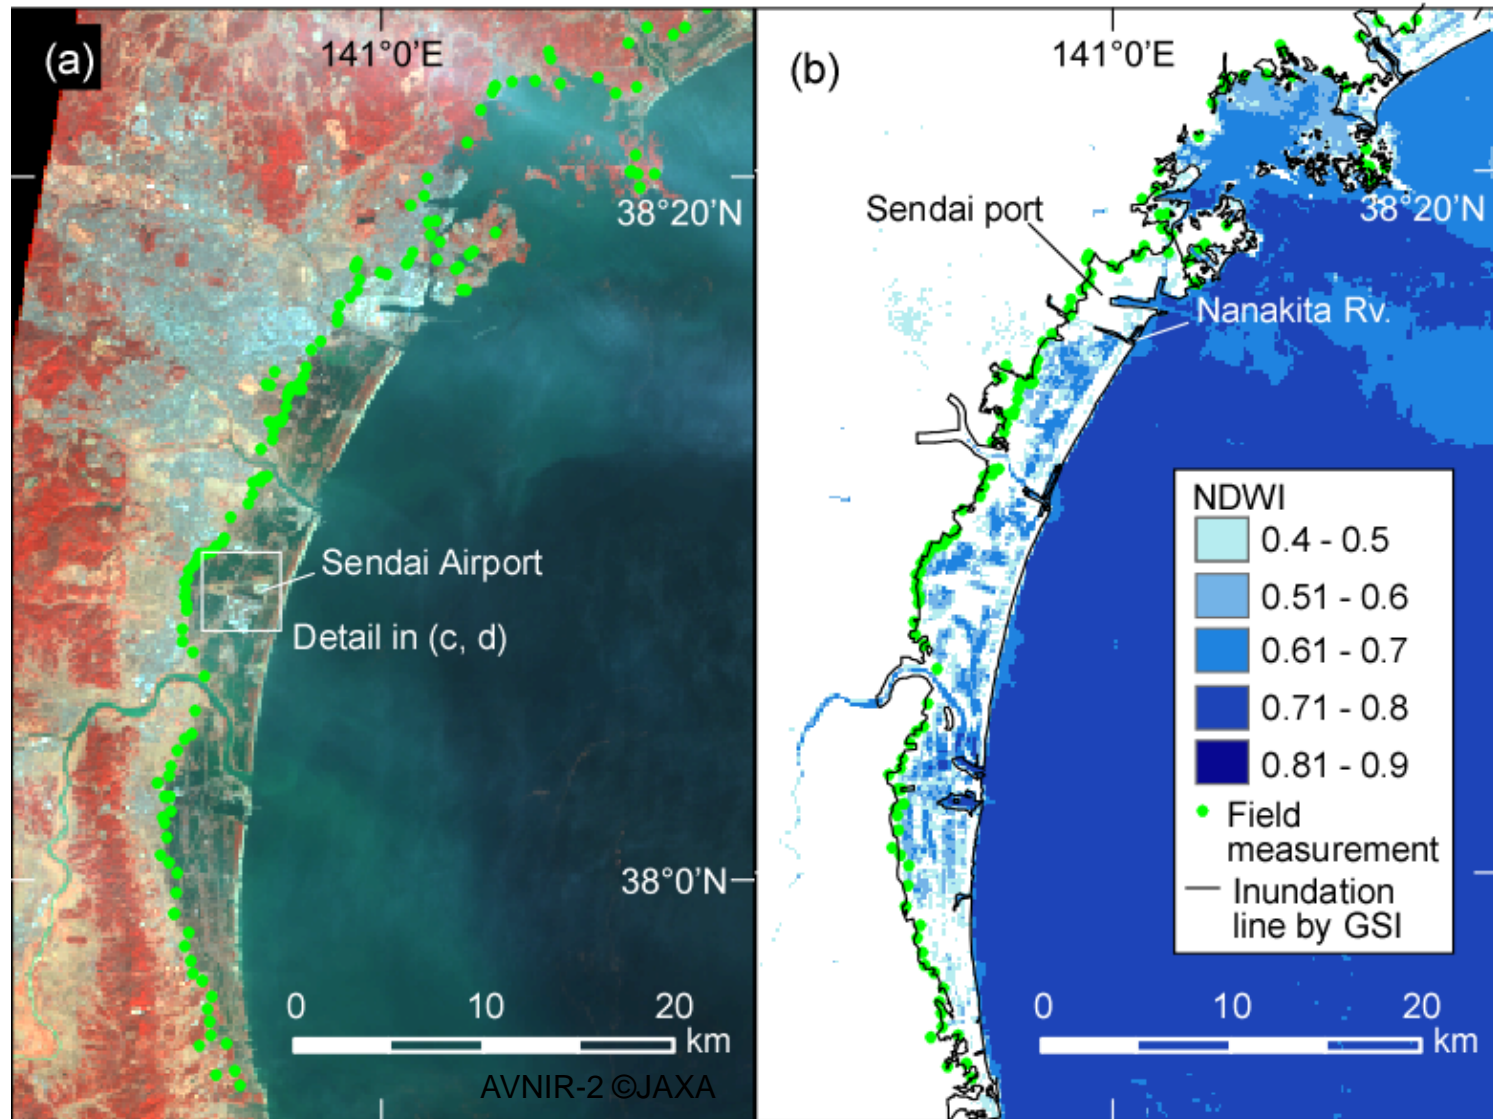 (a)
141°0'E
38°20'N
Sendai Airport
Detail in (c, d)
38°0'N
0 10 20
km
AVNIR-2 ©JAXA
(b)
141°0'E
Sendai port
38°20'N
Nanakita Rv.
NDWI
0.4 - 0.5
0.51 - 0.6
0.61 - 0.7
0.71 - 0.8
0.81 - 0.9
Field
measurement
Inundation
line by GSI
0 10 20
km